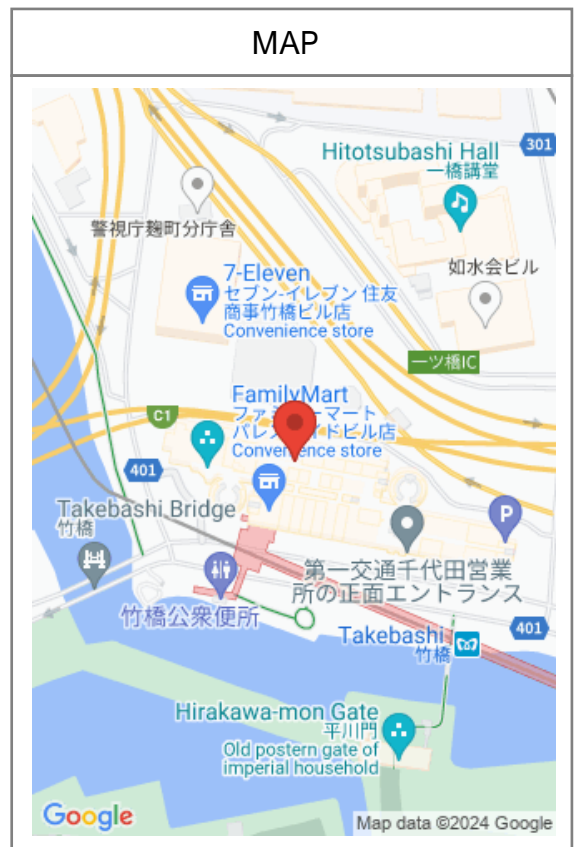 MAP
Hitotsubashi Hall
一橋講堂
301
警視庁麹町分庁舎
如水会ビル
7-Eleven
セブン-イレブン 住友
商事竹橋ビル店
Convenience store
一ツ橋IC
FamilyMart
C1
Convenience store
401
Takebashi Bridge
竹橋
P
第一交通千代田営業
所の正面エントランス
竹橋公衆便所
401
Takebashi
竹橋
Hirakawa-mon Gate
平川門
Old postern gate of
imperial household
Google
Map data ©2024 Google